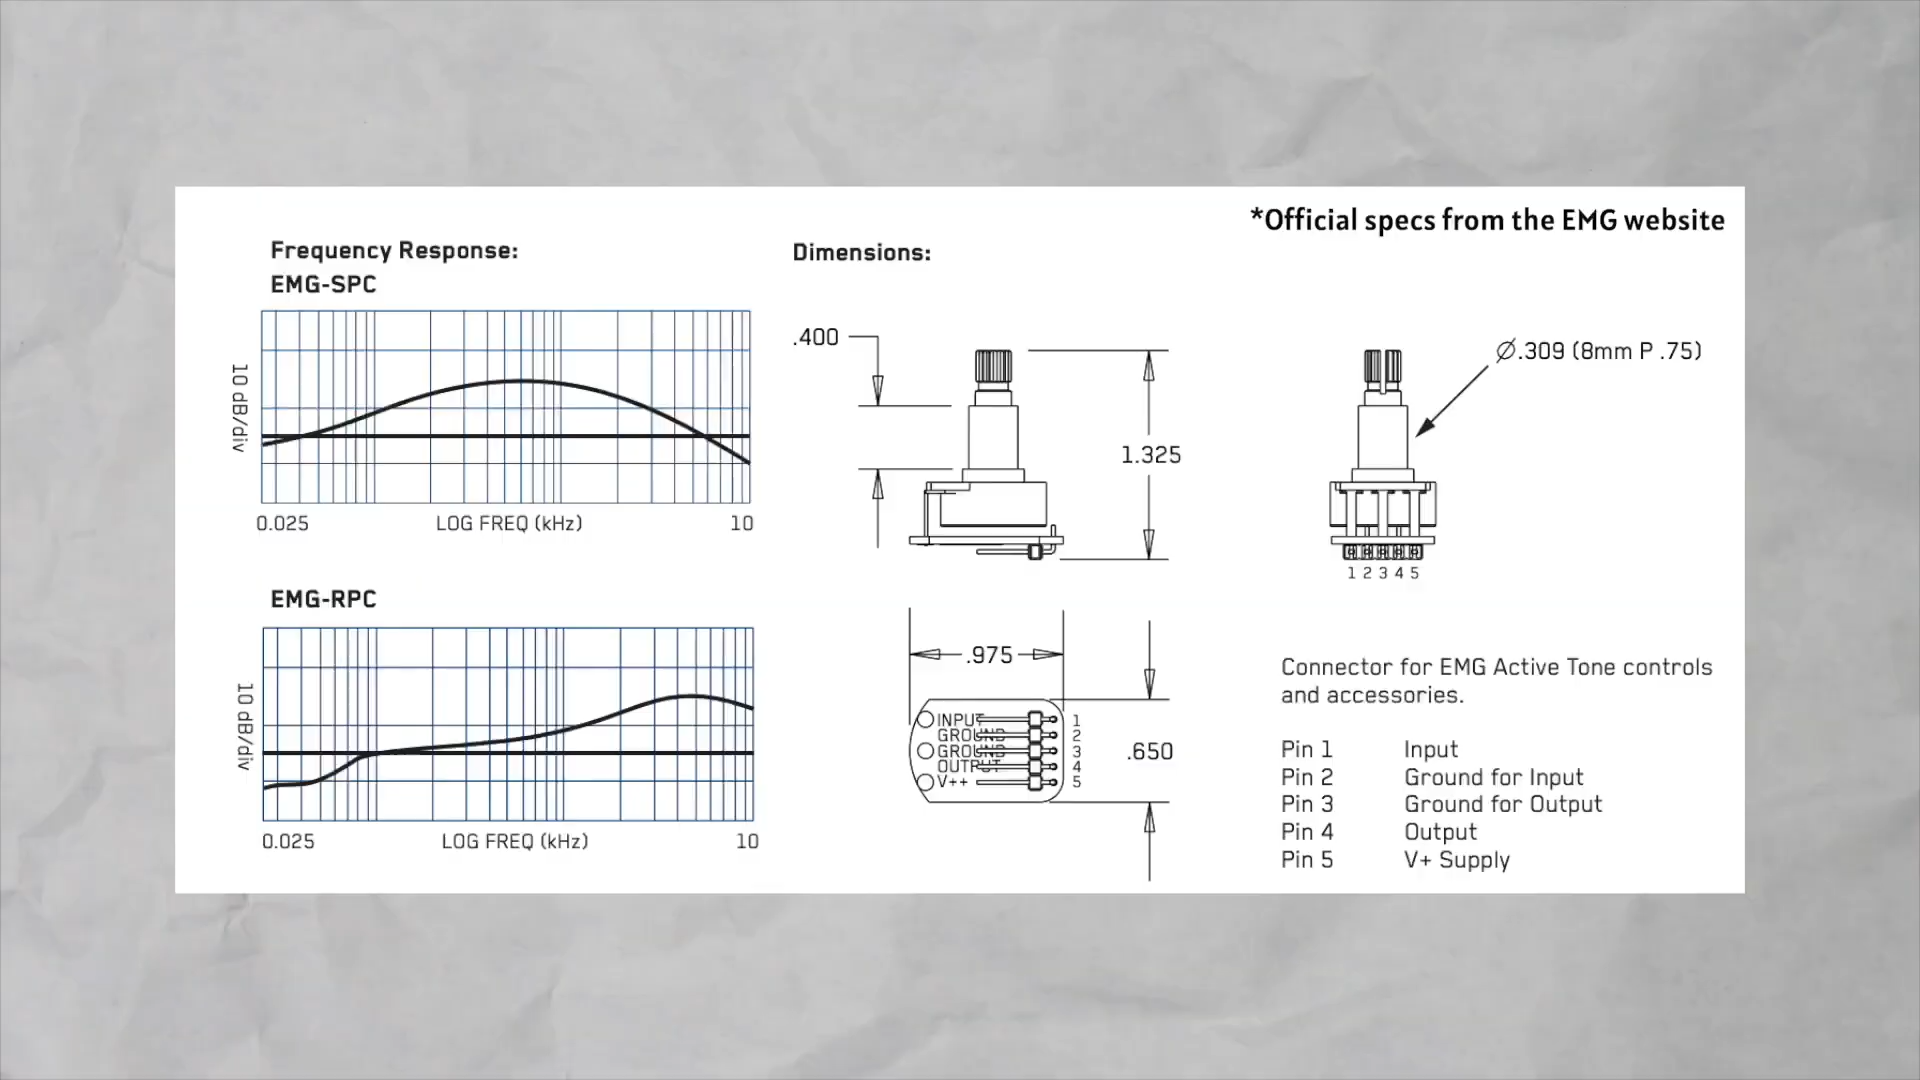 *Official specs from the EMG website
Frequency Response:
EMG-SPC
10 dB/div
0.025 LOG FREQ (kHz) 10
EMG-RPC
10 dB/div
0.025 LOG FREQ (kHz) 10
Dimensions:
.400
1.325
Ø.309 (8mm P .75)
1 2 3 4 5
.975
.650
INPUT 1
GROUND 2
GROUND 3
OUTPUT 4
V++ 5
Connector for EMG Active Tone controls
and accessories.
Pin 1 Input
Pin 2 Ground for Input
Pin 3 Ground for Output
Pin 4 Output
Pin 5 V+ Supply